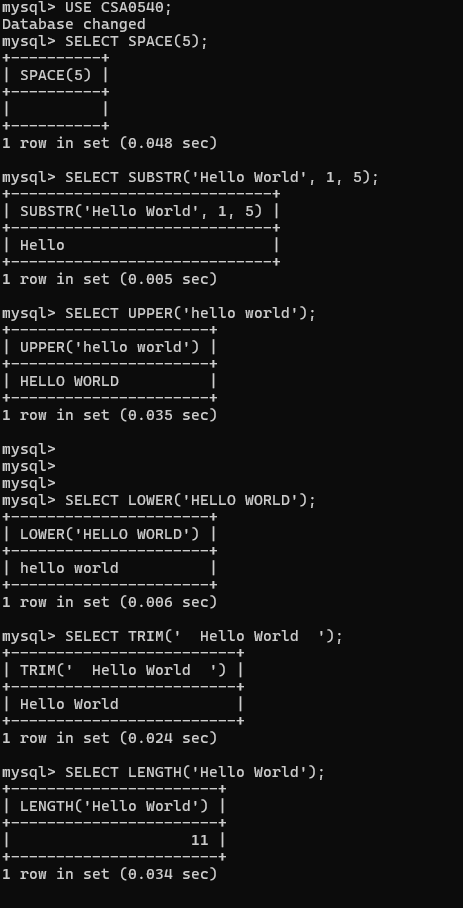 mysql> USE CSA0540;
Database changed
mysql> SELECT SPACE(5);
+----------+
| SPACE(5) |
+----------+
|          |
+----------+
1 row in set (0.048 sec)

mysql> SELECT SUBSTR('Hello World', 1, 5);
+-----------------------------+
| SUBSTR('Hello World', 1, 5) |
+-----------------------------+
| Hello                       |
+-----------------------------+
1 row in set (0.005 sec)

mysql> SELECT UPPER('hello world');
+----------------------+
| UPPER('hello world') |
+----------------------+
| HELLO WORLD          |
+----------------------+
1 row in set (0.035 sec)

mysql>
mysql>
mysql>
mysql> SELECT LOWER('HELLO WORLD');
+----------------------+
| LOWER('HELLO WORLD') |
+----------------------+
| hello world          |
+----------------------+
1 row in set (0.006 sec)

mysql> SELECT TRIM('  Hello World  ');
+-------------------------+
| TRIM('  Hello World  ') |
+-------------------------+
| Hello World             |
+-------------------------+
1 row in set (0.024 sec)

mysql> SELECT LENGTH('Hello World');
+-----------------------+
| LENGTH('Hello World') |
+-----------------------+
|                    11 |
+-----------------------+
1 row in set (0.034 sec)